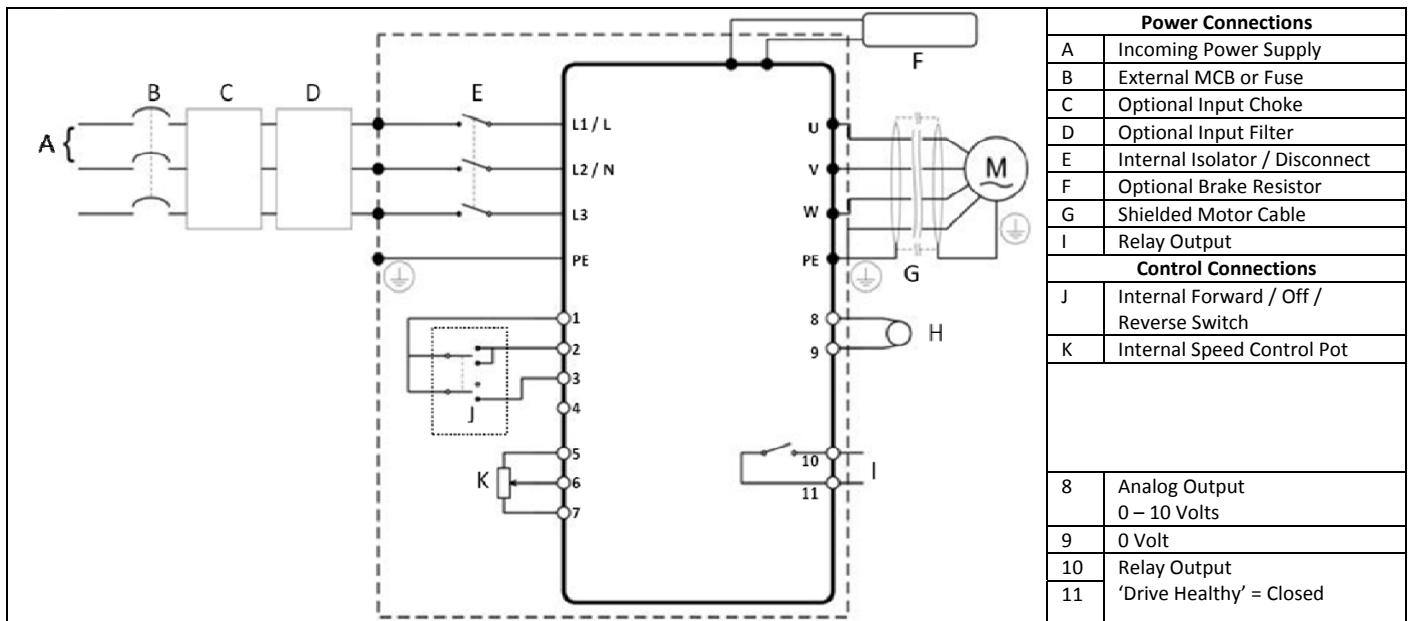 A {
B
C
D
E
F
L1 / L
L2 / N
L3
PE
U
V
W
PE
M
G
1
2
3
4
5
6
7
J
K
8
9
H
10
11
I
Power Connections
A Incoming Power Supply
B External MCB or Fuse
C Optional Input Choke
D Optional Input Filter
E Internal Isolator / Disconnect
F Optional Brake Resistor
G Shielded Motor Cable
I Relay Output
Control Connections
J Internal Forward / Off /
Reverse Switch
K Internal Speed Control Pot
8 Analog Output
0 – 10 Volts
9 0 Volt
10 Relay Output
11 ‘Drive Healthy’ = Closed